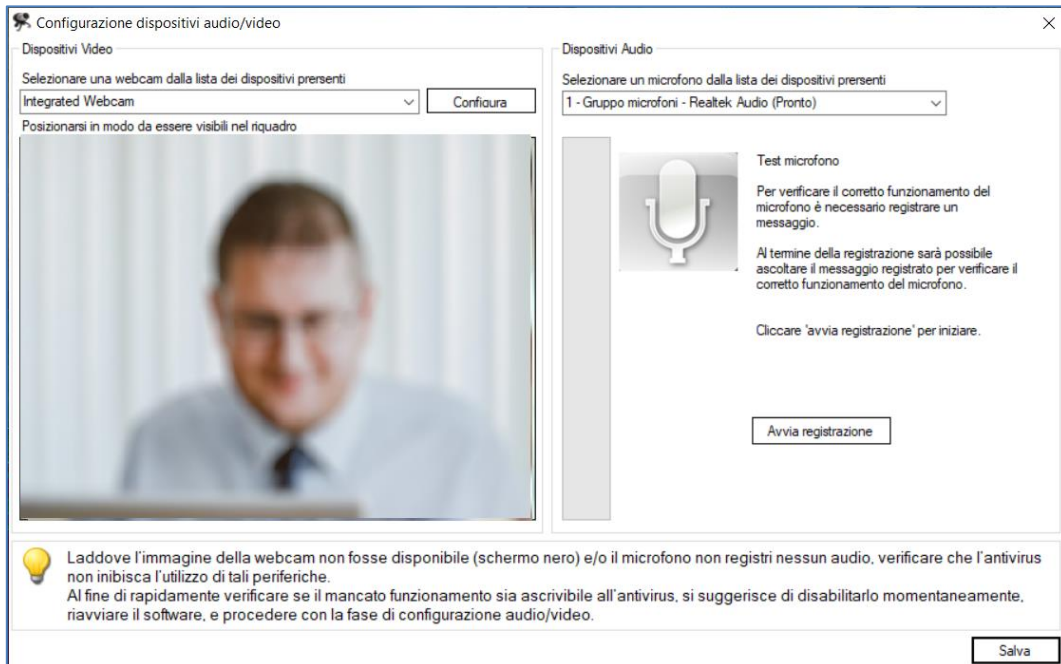 Configurazione dispositivi audio/video
Dispositivi Video
Selezionare una webcam dalla lista dei dispositivi prersenti
Integrated Webcam
Configura
Posizionarsi in modo da essere visibili nel riquadro
Dispositivi Audio
Selezionare un microfono dalla lista dei dispositivi prersenti
1 - Gruppo microfoni - Realtek Audio (Pronto)
Test microfono
Per verificare il corretto funzionamento del
microfono è necessario registrare un
messaggio.
Al termine della registrazione sarà possibile
ascoltare il messaggio registrato per verificare il
corretto funzionamento del microfono.
Cliccare 'avvia registrazione' per iniziare.
Avvia registrazione
Laddove l'immagine della webcam non fosse disponibile (schermo nero) e/o il microfono non registri nessun audio, verificare che l'antivirus
non inibisca l'utilizzo di tali periferiche.
Al fine di rapidamente verificare se il mancato funzionamento sia ascrivibile all'antivirus, si suggerisce di disabilitarlo momentaneamente,
riavviare il software, e procedere con la fase di configurazione audio/video.
Salva